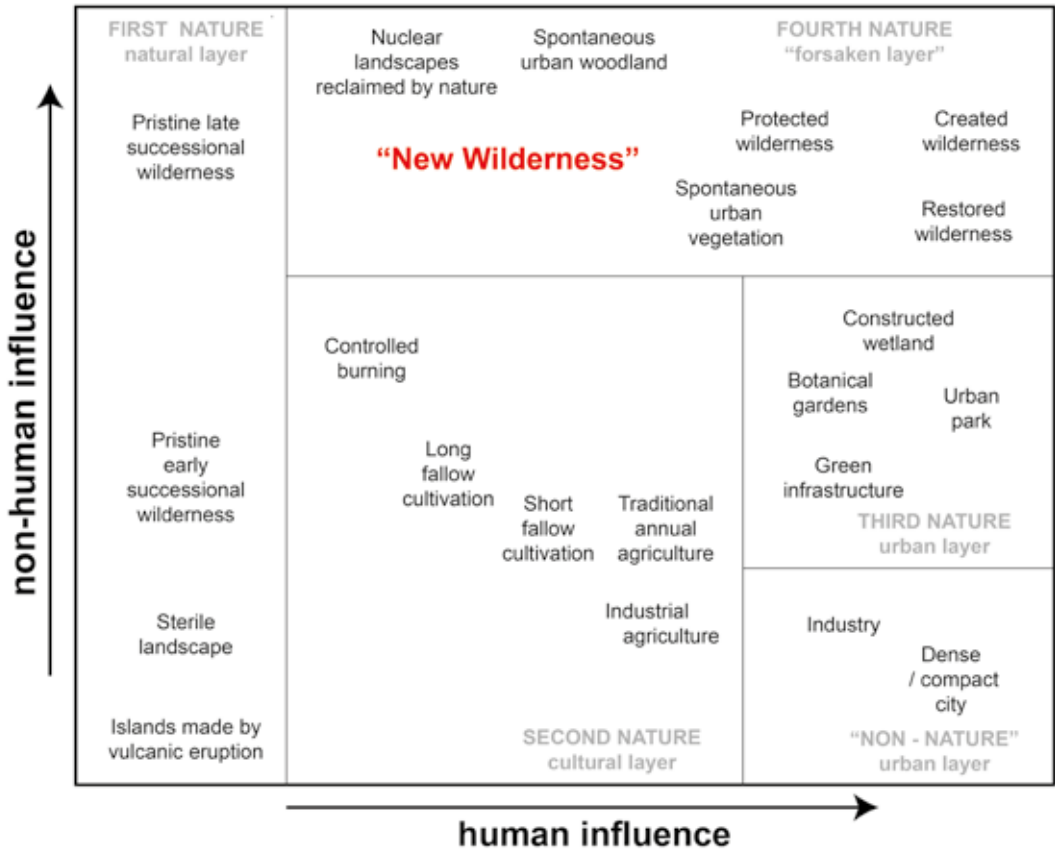 FIRST NATURE
natural layer
Pristine late
successional
wilderness
Pristine
early
successional
wilderness
Sterile
landscape
Islands made by
vulcanic eruption
Nuclear
landscapes
reclaimed by nature
Spontaneous
urban woodland
FOURTH NATURE
“forsaken layer”
“New Wilderness”
Protected
wilderness
Created
wilderness
Spontaneous
urban
vegetation
Restored
wilderness
Controlled
burning
Long
fallow
cultivation
Short
fallow
cultivation
Traditional
annual
agriculture
Industrial
agriculture
SECOND NATURE
cultural layer
Constructed
wetland
Botanical
gardens
Urban
park
Green
infrastructure
THIRD NATURE
urban layer
Industry
Dense
/ compact
city
“NON - NATURE”
urban layer
non-human influence
human influence